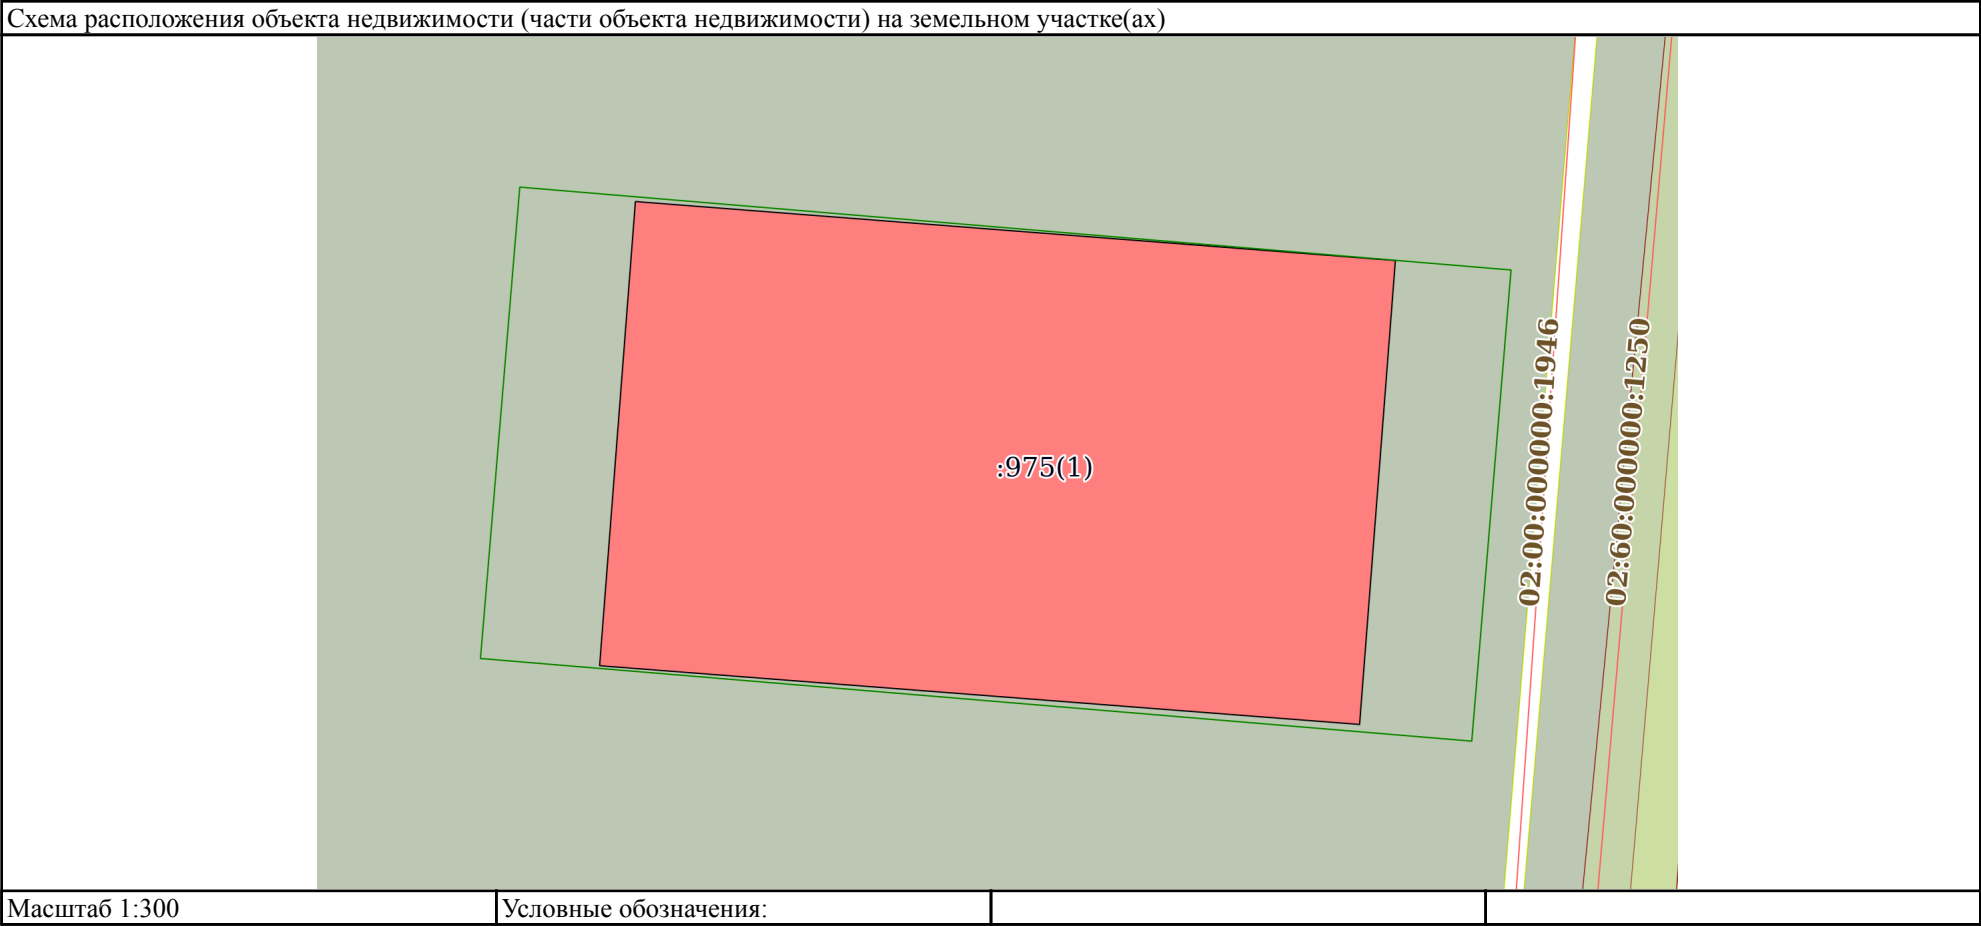 Схема расположения объекта недвижимости (части объекта недвижимости) на земельном участке(ах)
:975(1)
02:00:000000:1946
02:60:000000:1250
Масштаб 1:300
Условные обозначения: